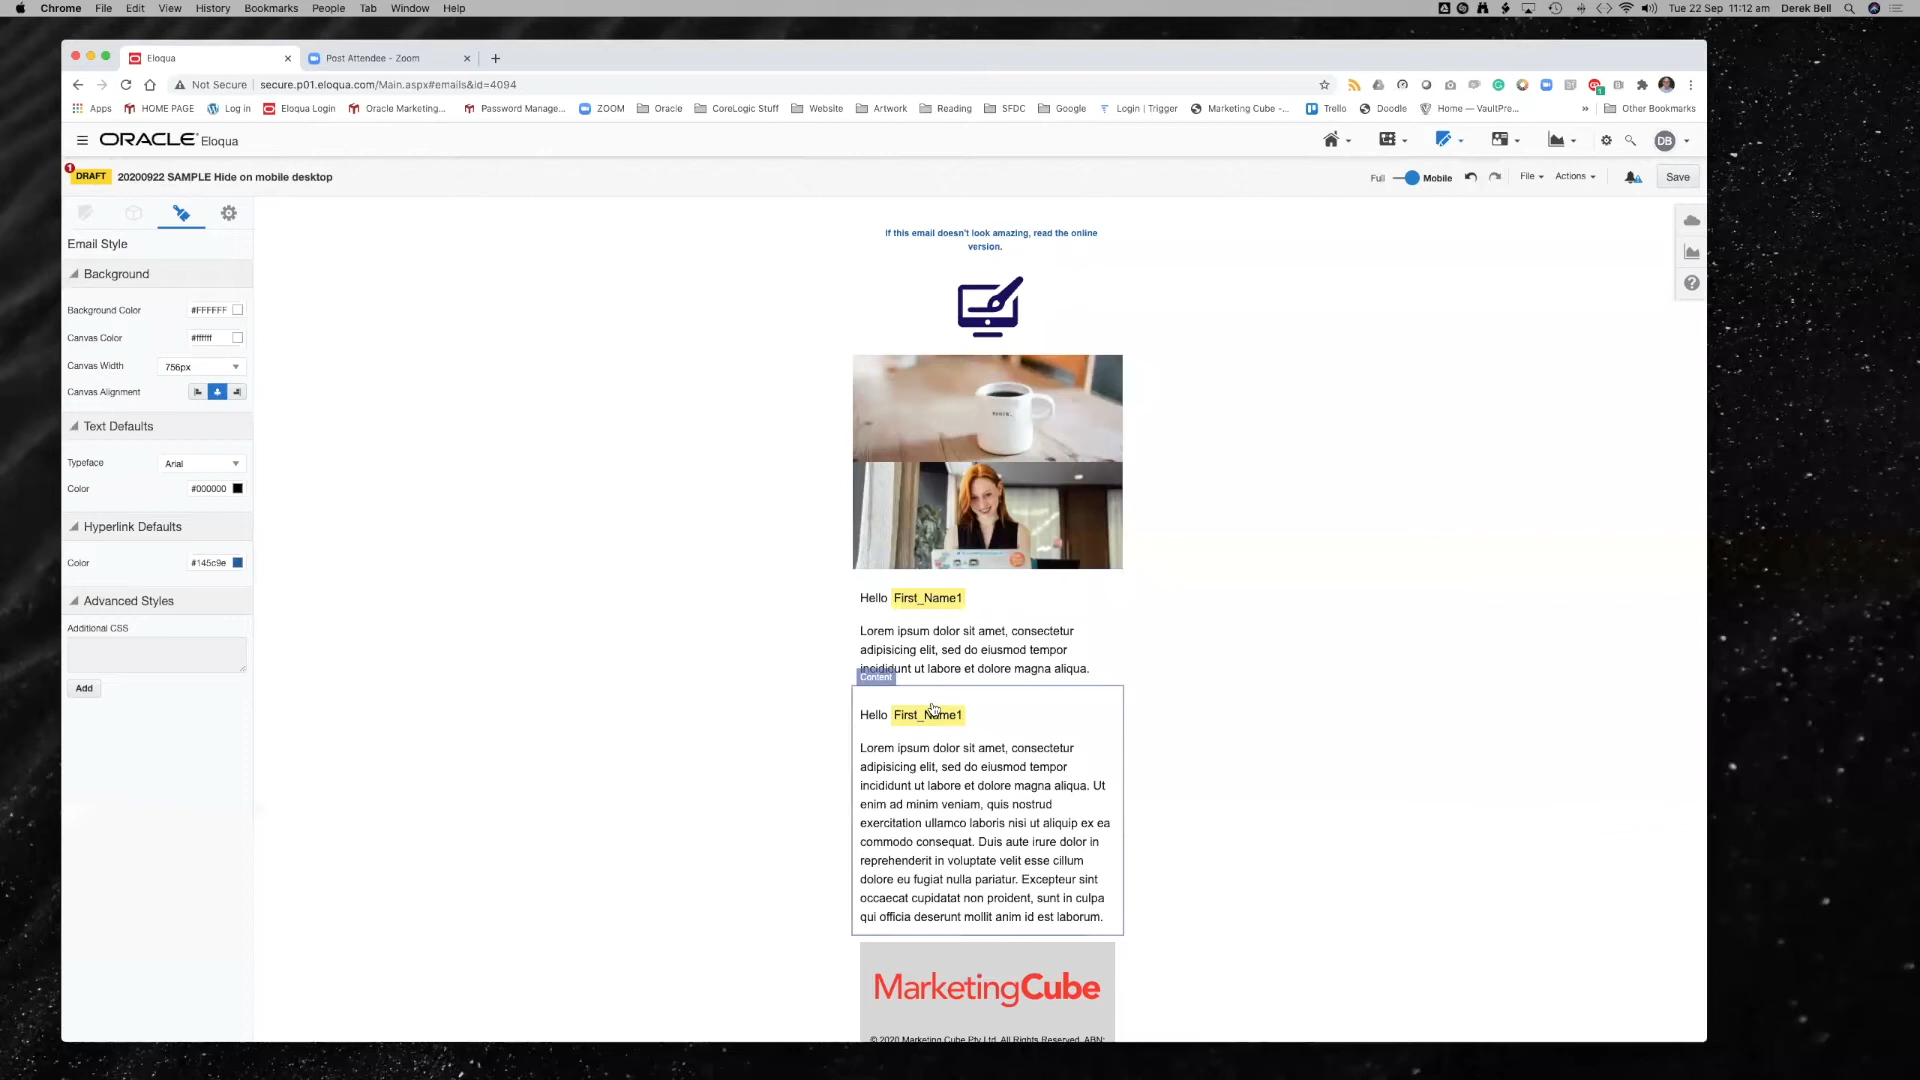 Chrome File Edit View History Bookmarks People Tab Window Help
Tue 22 Sep 11:12 am Derek Bell
Eloqua
Post Attendee - Zoom
Not Secure secure.p01.eloqua.com/Main.aspx#emails&id=4094
Apps HOME PAGE Log in Eloqua Login Oracle Marketing... Password Manage... ZOOM Oracle CoreLogic Stuff Website Artwork Reading SFDC Google Login | Trigger Marketing Cube -... Trello Doodle Home — VaultPre... » Other Bookmarks
ORACLE Eloqua
DB
1
DRAFT 20200922 SAMPLE Hide on mobile desktop
Full Mobile File Actions Save
Email Style
Background
Background Color #FFFFFF
Canvas Color #ffffff
Canvas Width 756px
Canvas Alignment
Text Defaults
Typeface Arial
Color #000000
Hyperlink Defaults
Color #145c9e
Advanced Styles
Additional CSS
Add
If this email doesn't look amazing, read the online
version.
Hello First_Name1
Lorem ipsum dolor sit amet, consectetur
adipisicing elit, sed do eiusmod tempor
incididunt ut labore et dolore magna aliqua.
Content
Hello First_Name1
Lorem ipsum dolor sit amet, consectetur
adipisicing elit, sed do eiusmod tempor
incididunt ut labore et dolore magna aliqua. Ut
enim ad minim veniam, quis nostrud
exercitation ullamco laboris nisi ut aliquip ex ea
commodo consequat. Duis aute irure dolor in
reprehenderit in voluptate velit esse cillum
dolore eu fugiat nulla pariatur. Excepteur sint
occaecat cupidatat non proident, sunt in culpa
qui officia deserunt mollit anim id est laborum.
MarketingCube
© 2020 Marketing Cube Pty Ltd. All Rights Reserved. ABN: